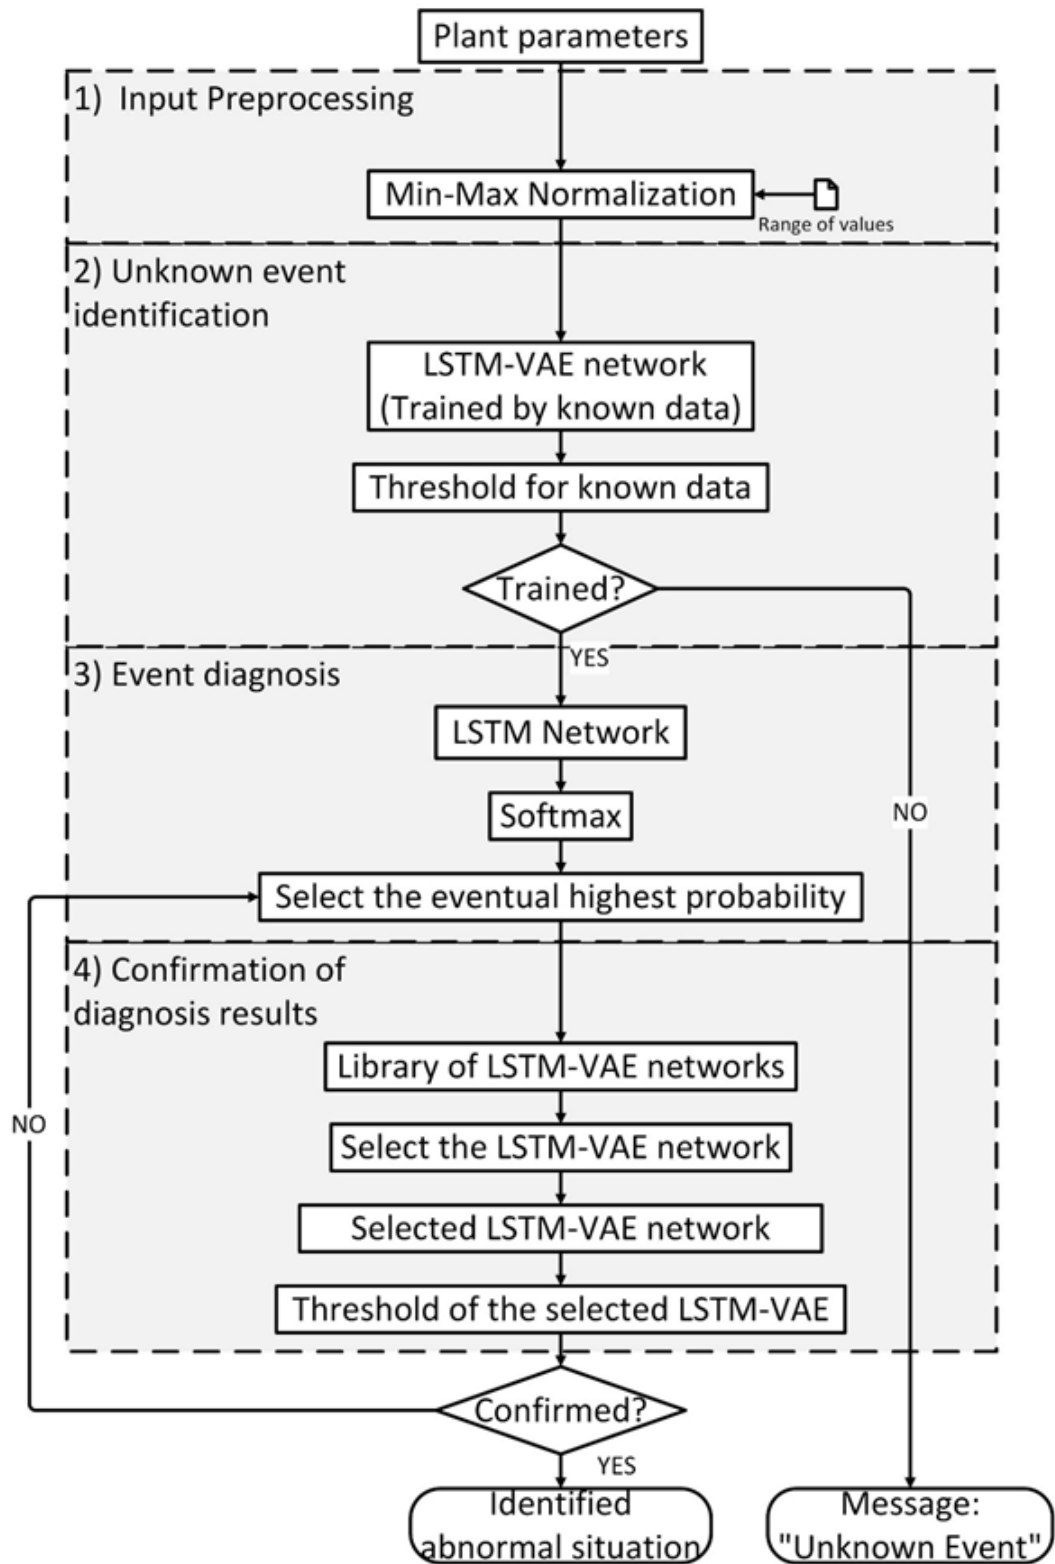 Plant parameters
1) Input Preprocessing
Min-Max Normalization
Range of values
2) Unknown event
identification
LSTM-VAE network
(Trained by known data)
Threshold for known data
Trained?
YES
3) Event diagnosis
LSTM Network
Softmax
NO
Select the eventual highest probability
4) Confirmation of
diagnosis results
Library of LSTM-VAE networks
NO
Select the LSTM-VAE network
Selected LSTM-VAE network
Threshold of the selected LSTM-VAE
Confirmed?
YES
Identified
abnormal situation
Message:
"Unknown Event"